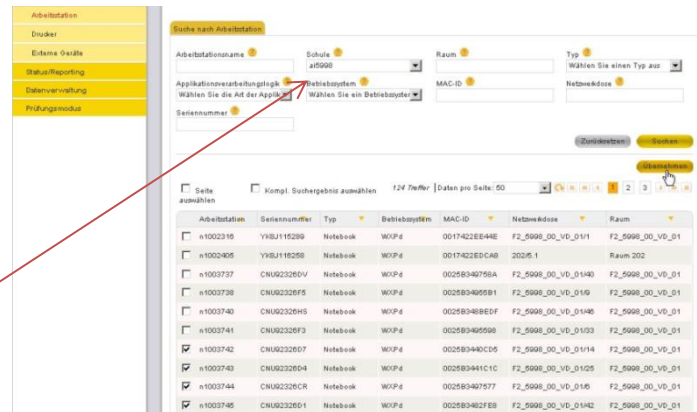 Arbeitsstation
Drucker
Externe Geräte
Status/Reporting
Datenverwaltung
Prüfungsmodus
Suche nach Arbeitsstation
Arbeitsstationsname Schule Raum Typ
ai5998 Wählen Sie einen Typ aus
Applikationsverarbeitungslogik Betriebssystem MAC-ID Netzwerkdose
Wählen Sie die Art der Applik Wählen Sie ein Betriebssyster
Seriennummer
Zurücksetzen Suchen
Übernehmen
Seite auswählen Kompl. Suchergebnis auswählen 124 Treffer Daten pro Seite: 50 1 2 3
Arbeitsstation Seriennummer Typ Betriebssystem MAC-ID Netzwerkdose Raum
n1002316 YK8J115289 Notebook WXPd 0017422EE44E F2_5998_00_VD_01/1 F2_5998_00_VD_01
n1002405 YK8J116258 Notebook WXPd 0017422EDCA8 202/5.1 Raum 202
n1003737 CNU92326DV Notebook WXPd 0025B349758A F2_5998_00_VD_01/40 F2_5998_00_VD_01
n1003738 CNU92326F5 Notebook WXPd 0025B34955B1 F2_5998_00_VD_01/9 F2_5998_00_VD_01
n1003740 CNU92326HS Notebook WXPd 0025B348BEDF F2_5998_00_VD_01/46 F2_5998_00_VD_01
n1003741 CNU92326F3 Notebook WXPd 0025B3495598 F2_5998_00_VD_01/33 F2_5998_00_VD_01
n1003742 CNU92326D7 Notebook WXPd 0025B3440CD5 F2_5998_00_VD_01/14 F2_5998_00_VD_01
n1003743 CNU92326D4 Notebook WXPd 0025B3441C1C F2_5998_00_VD_01/25 F2_5998_00_VD_01
n1003744 CNU92326CR Notebook WXPd 0025B3497577 F2_5998_00_VD_01/6 F2_5998_00_VD_01
n1003745 CNU92326D1 Notebook WXPd 0025B3482FE8 F2_5998_00_VD_01/42 F2_5998_00_VD_01